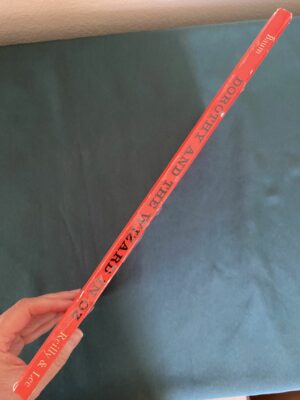 Baum
DOROTHY AND THE WIZARD IN OZ
Reilly & Lee